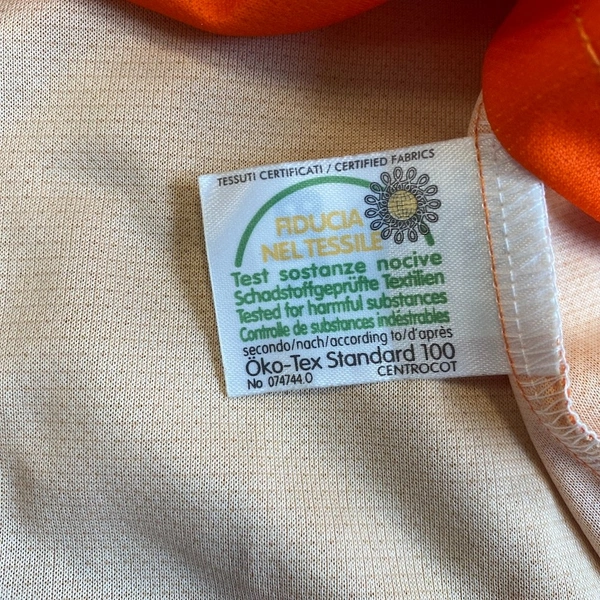 TESSUTI CERTIFICATI / CERTIFIED FABRICS
FIDUCIA
NEL TESSILE
Test sostanze nocive
Schadstoffgeprüfte Textilien
Tested for harmful substances
Controlle de substances indéstrables
secondo/nach/according to/d'après
Öko-Tex Standard 100
No 074744.0 CENTROCOT